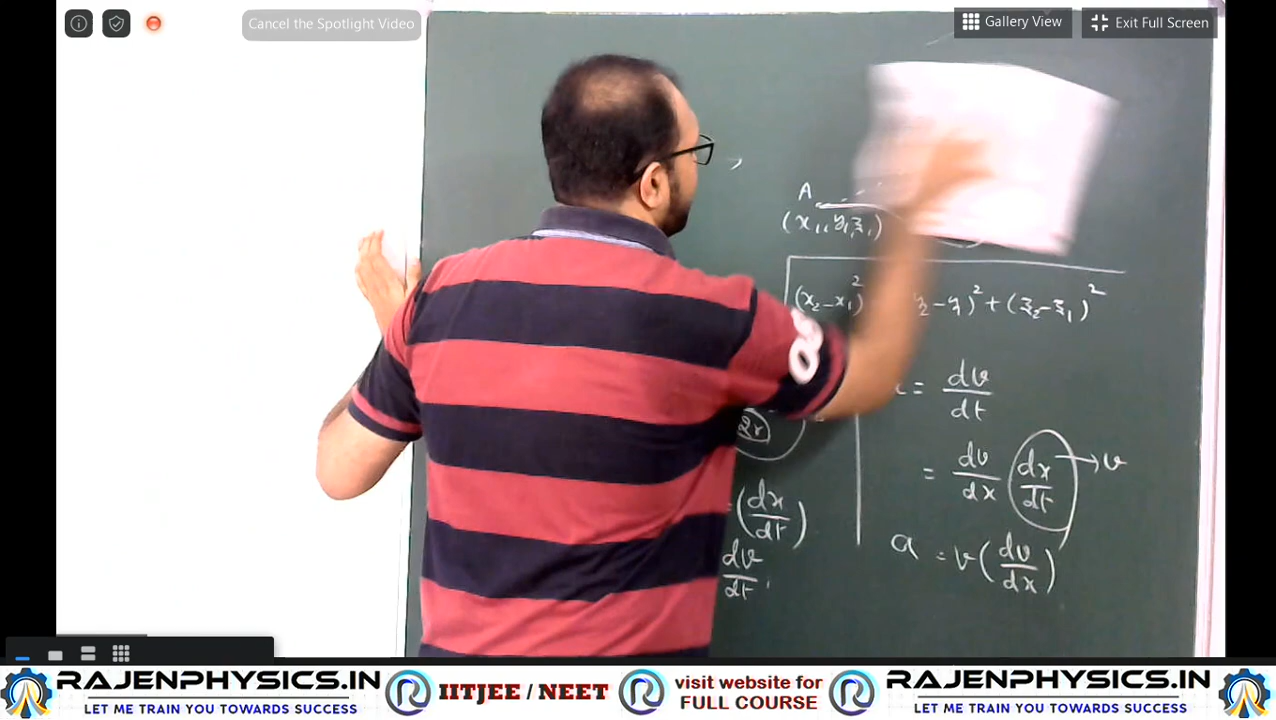 Cancel the Spotlight Video
Gallery View
Exit Full Screen
A
(x₁, y₁, z₁)
(x₂-x₁)²
-y)² + (z₂-z₁)²
= dv/dt
= dv/dx dx/dt → v
2r
= (dx/dt)
dv/dt
a = v(dv/dx)
RAJENPHYSICS.IN
LET ME TRAIN YOU TOWARDS SUCCESS
IITJEE / NEET
visit website for
FULL COURSE
RAJENPHYSICS.IN
LET ME TRAIN YOU TOWARDS SUCCESS